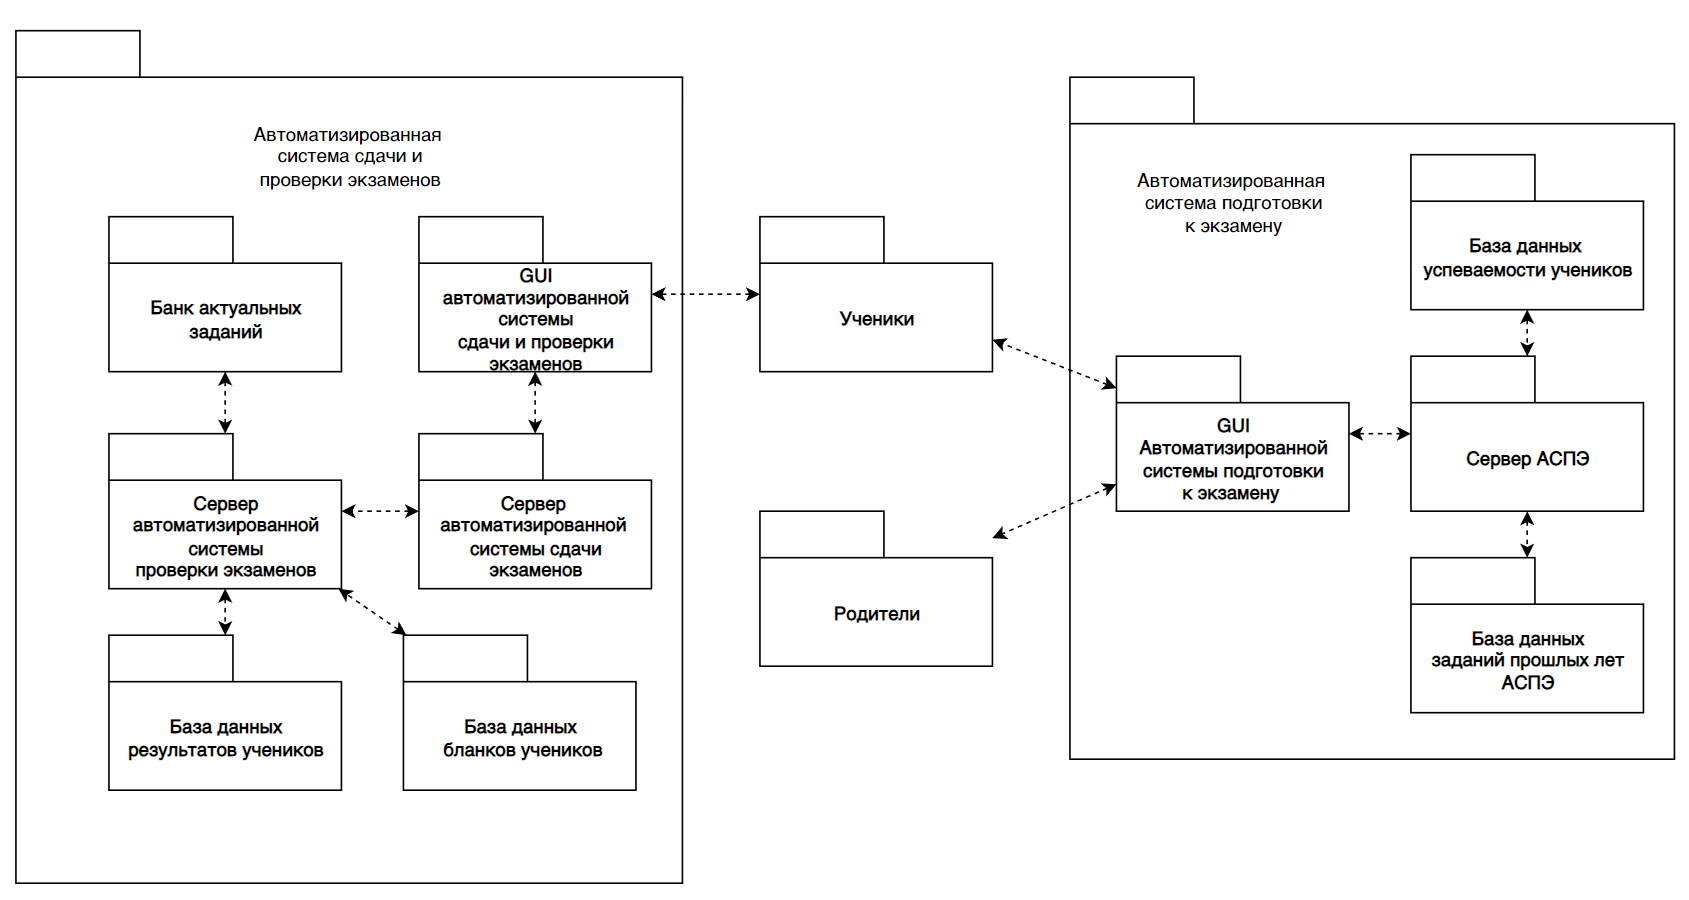 Автоматизированная
система сдачи и
проверки экзаменов
Банк актуальных
заданий
GUI
автоматизированной
системы
сдачи и проверки
экзаменов
Сервер
автоматизированной
системы
проверки экзаменов
Сервер
автоматизированной
системы сдачи
экзаменов
База данных
результатов учеников
База данных
бланков учеников
Ученики
Родители
Автоматизированная
система подготовки
к экзамену
GUI
Автоматизированной
системы подготовки
к экзамену
База данных
успеваемости учеников
Сервер АСПЭ
База данных
заданий прошлых лет
АСПЭ